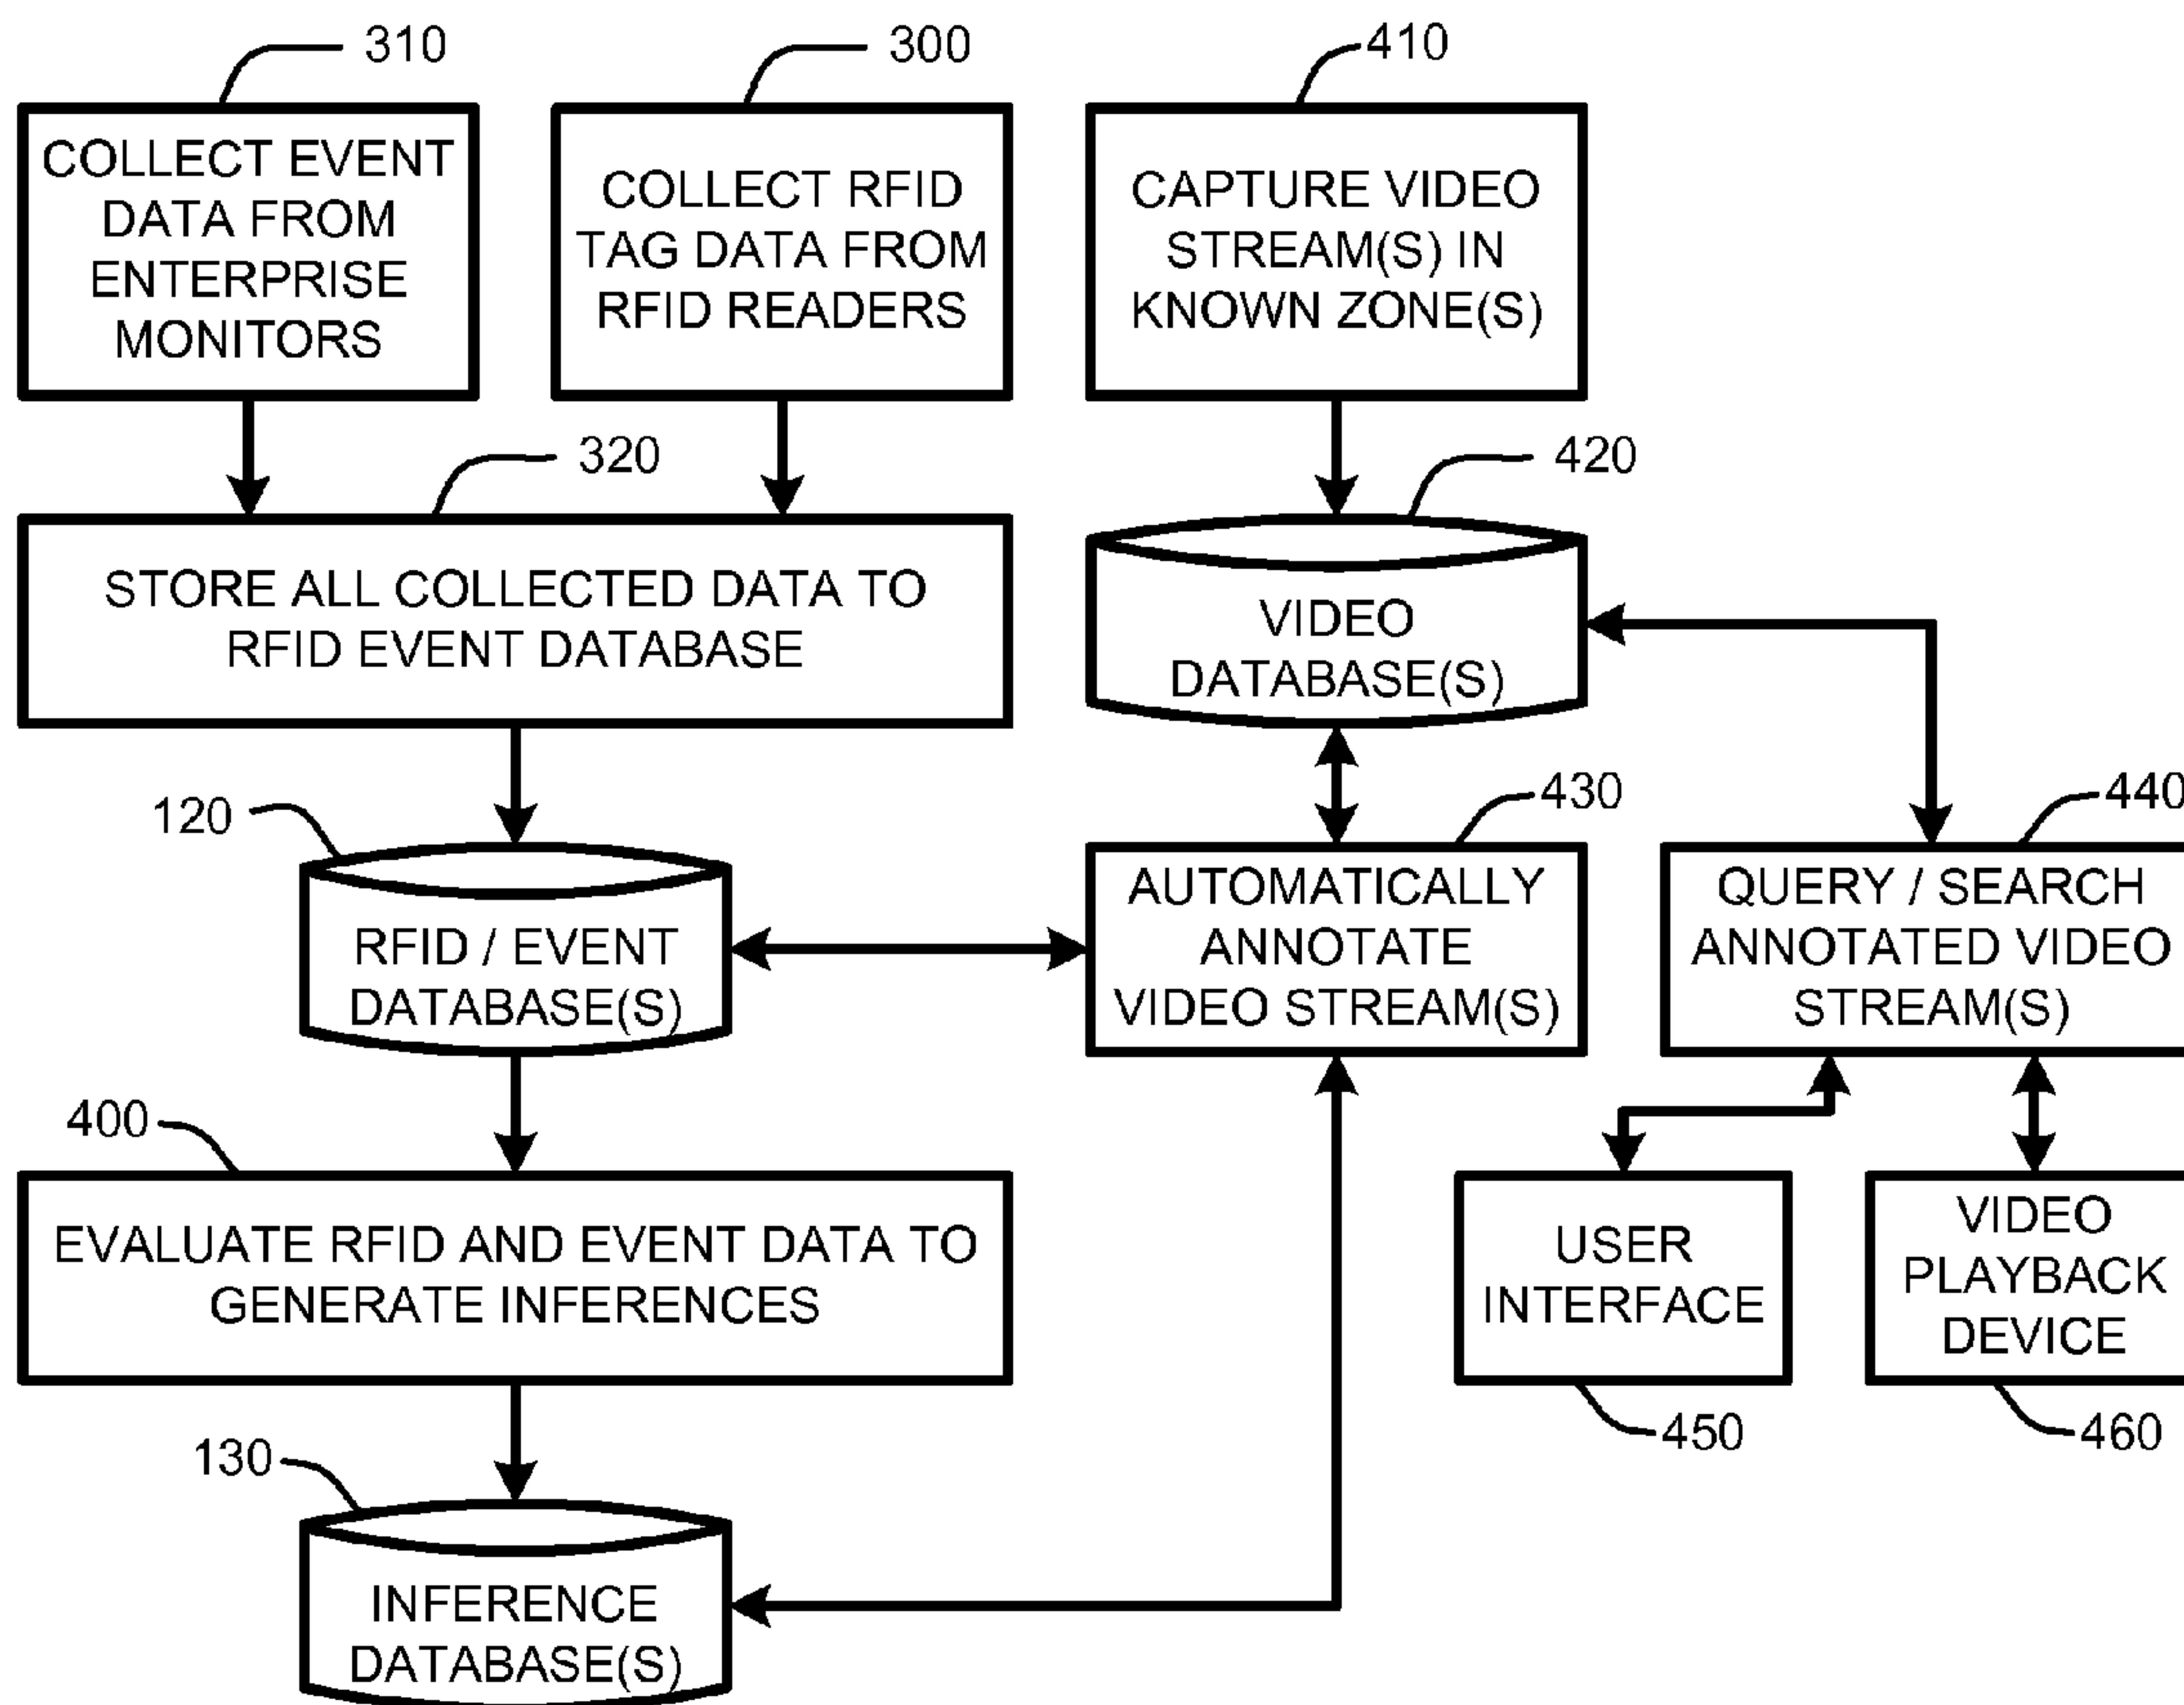 310
300
410
COLLECT EVENT
DATA FROM
ENTERPRISE
MONITORS
COLLECT RFID
TAG DATA FROM
RFID READERS
CAPTURE VIDEO
STREAM(S) IN
KNOWN ZONE(S)
320
420
STORE ALL COLLECTED DATA TO
RFID EVENT DATABASE
VIDEO
DATABASE(S)
120
430
440
RFID / EVENT
DATABASE(S)
AUTOMATICALLY
ANNOTATE
VIDEO STREAM(S)
QUERY / SEARCH
ANNOTATED VIDEO
STREAM(S)
400
EVALUATE RFID AND EVENT DATA TO
GENERATE INFERENCES
USER
INTERFACE
VIDEO
PLAYBACK
DEVICE
450
460
130
INFERENCE
DATABASE(S)